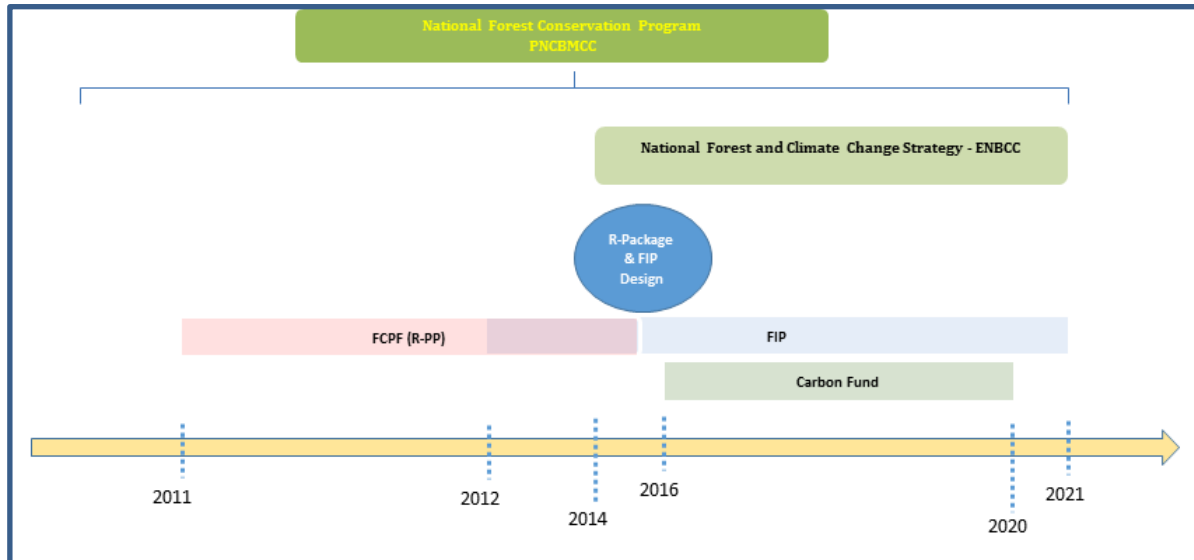 National Forest Conservation Program
PNCBMCC
National Forest and Climate Change Strategy - ENBCC
R-Package
& FIP
Design
FCPF (R-PP)
FIP
Carbon Fund
2011
2012
2014
2016
2020
2021